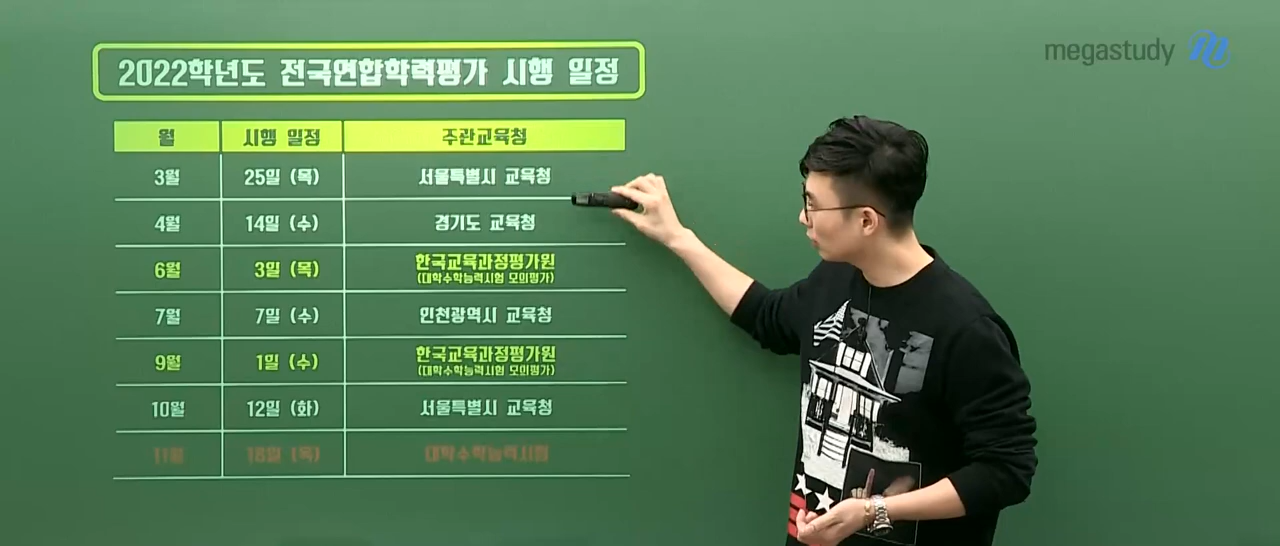 megastudy
2022학년도 전국연합학력평가 시행 일정
월 시행 일정 주관교육청
3월 25일 (목) 서울특별시 교육청
4월 14일 (수) 경기도 교육청
6월 3일 (목) 한국교육과정평가원
(대학수학능력시험 모의평가)
7월 7일 (수) 인천광역시 교육청
9월 1일 (수) 한국교육과정평가원
(대학수학능력시험 모의평가)
10월 12일 (화) 서울특별시 교육청
11월 18일 (목) 대학수학능력시험